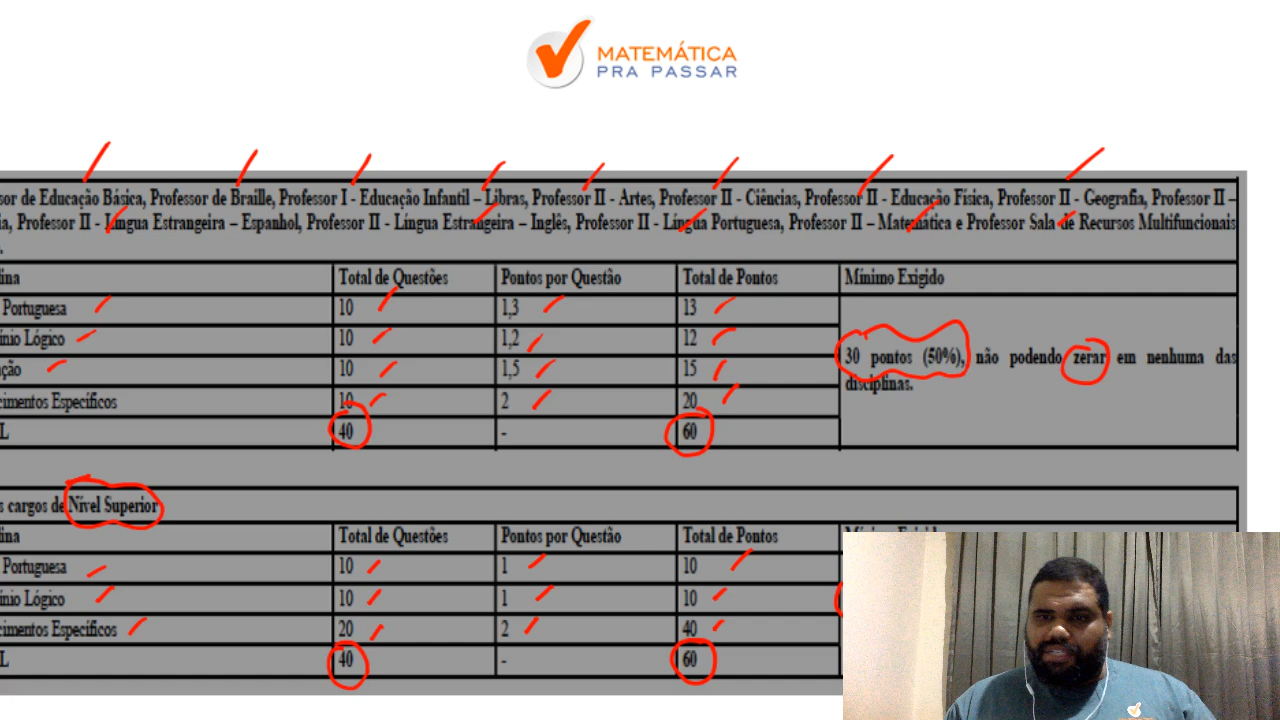 MATEMÁTICA
PRA PASSAR
sor de Educação Básica, Professor de Braille, Professor I - Educação Infantil – Libras, Professor II - Artes, Professor II - Ciências, Professor II - Educação Física, Professor II - Geografia, Professor II –
ia, Professor II - Língua Estrangeira – Espanhol, Professor II - Língua Estrangeira – Inglês, Professor II - Língua Portuguesa, Professor II – Matemática e Professor Sala de Recursos Multifuncionais
.
lina Total de Questões Pontos por Questão Total de Pontos Mínimo Exigido
Portuguesa 10 1,3 13
ínio Lógico 10 1,2 12
30 pontos (50%), não podendo zerar em nenhuma das
ação 10 1,5 15
disciplinas.
cimentos Específicos 10 2 20
L 40 - 60
s cargos de Nível Superior
lina Total de Questões Pontos por Questão Total de Pontos
Portuguesa 10 1 10
ínio Lógico 10 1 10
cimentos Específicos 20 2 40
L 40 - 60